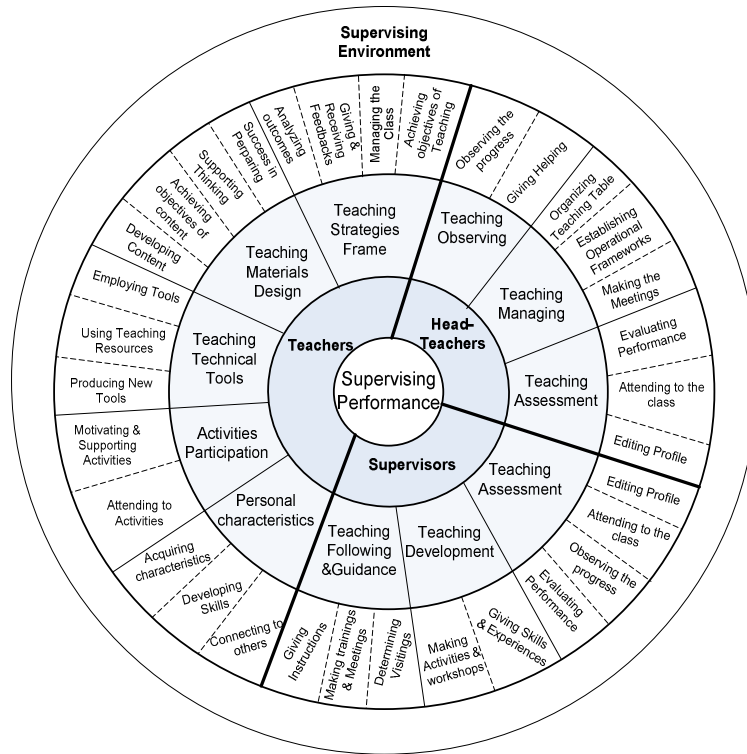 Supervising
Environment
Supervising
Performance
Teachers
Head-
Teachers
Supervisors
Teaching
Strategies
Frame
Teaching
Observing
Teaching
Managing
Teaching
Assessment
Teaching
Assessment
Teaching
Development
Teaching
Following
&Guidance
Personal
characteristics
Activities
Participation
Teaching
Technical
Tools
Teaching
Materials
Design
Analyzing
outcomes
Giving &
Receiving
Feedbacks
Managing the
Class
Achieving
objectives of
Teaching
Observing the
progress
Giving Helping
Organizing
Teaching Table
Establishing
Operational
Frameworks
Making the
Meetings
Evaluating
Performance
Attending to the
class
Editing Profile
Editing Profile
Attending to the
class
Observing the
progress
Evaluating
Performance
Giving Skills
& Experiences
Making
Activities &
workshops
Determining
Visitings
Making trainings
& Meetings
Giving
Instructions
Connecting to
others
Developing
Skills
Acquiring
characteristics
Attending to
Activities
Motivating &
Supporting
Activities
Producing New
Tools
Using Teaching
Resources
Employing Tools
Developing
Content
Achieving
objectives of
content
Supporting
Thinking
Success in
Perparing